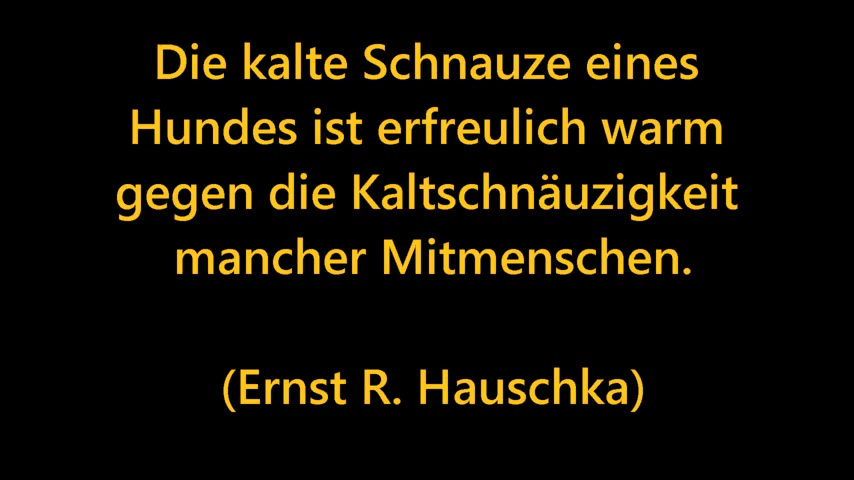 Die kalte Schnauze eines
Hundes ist erfreulich warm
gegen die Kaltschnäuzigkeit
mancher Mitmenschen.
(Ernst R. Hauschka)